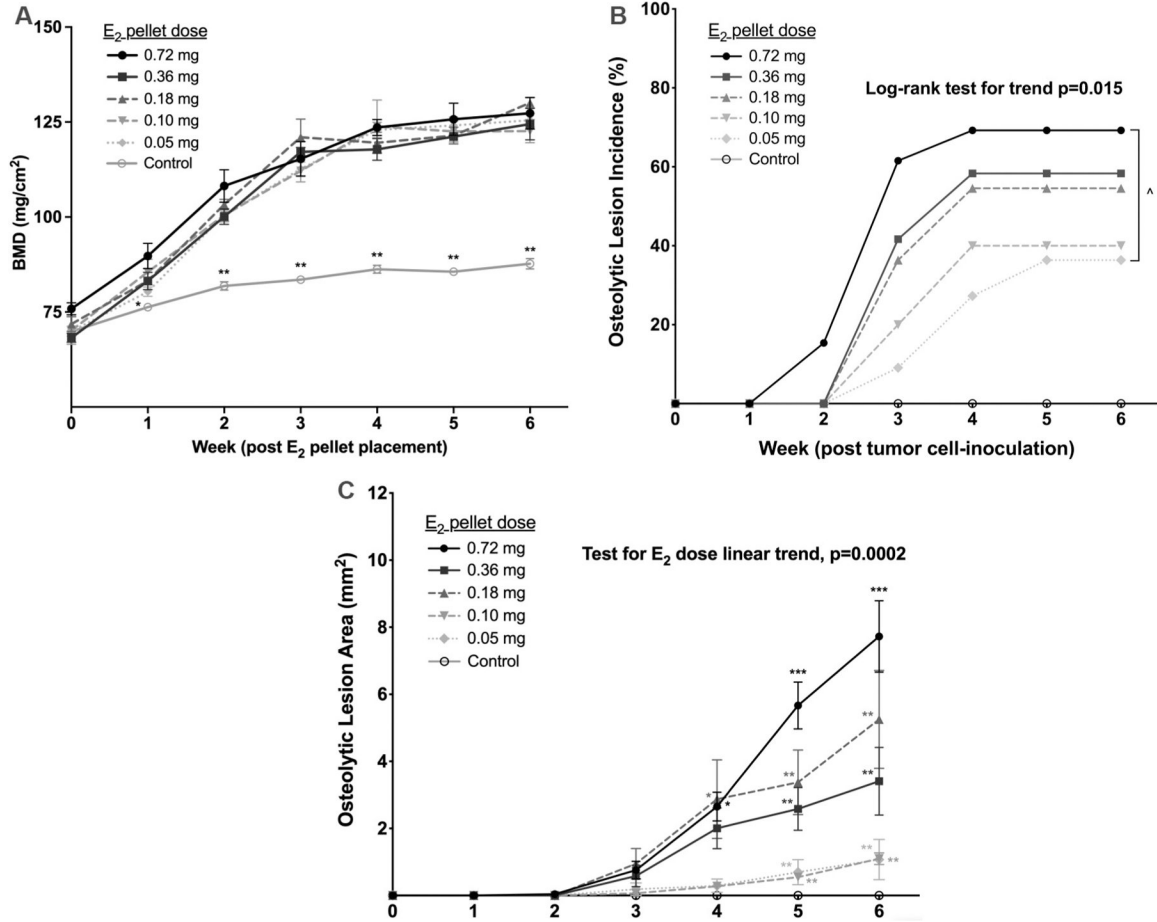 A
150
125
100
75
BMD (mg/cm²)
E₂ pellet dose
0.72 mg
0.36 mg
0.18 mg
0.10 mg
0.05 mg
Control
*
**
**
**
**
**
0 1 2 3 4 5 6
Week (post E₂ pellet placement)
B
100
80
60
40
20
Osteolytic Lesion Incidence (%)
E₂ pellet dose
0.72 mg
0.36 mg
0.18 mg
0.10 mg
0.05 mg
Control
Log-rank test for trend p=0.015
^
0 1 2 3 4 5 6
Week (post tumor cell-inoculation)
C
12
10
8
6
4
2
Osteolytic Lesion Area (mm²)
E₂ pellet dose
0.72 mg
0.36 mg
0.18 mg
0.10 mg
0.05 mg
Control
Test for E₂ dose linear trend, p=0.0002
***
***
**
**
**
**
*
*
**
**
**
**
0 1 2 3 4 5 6